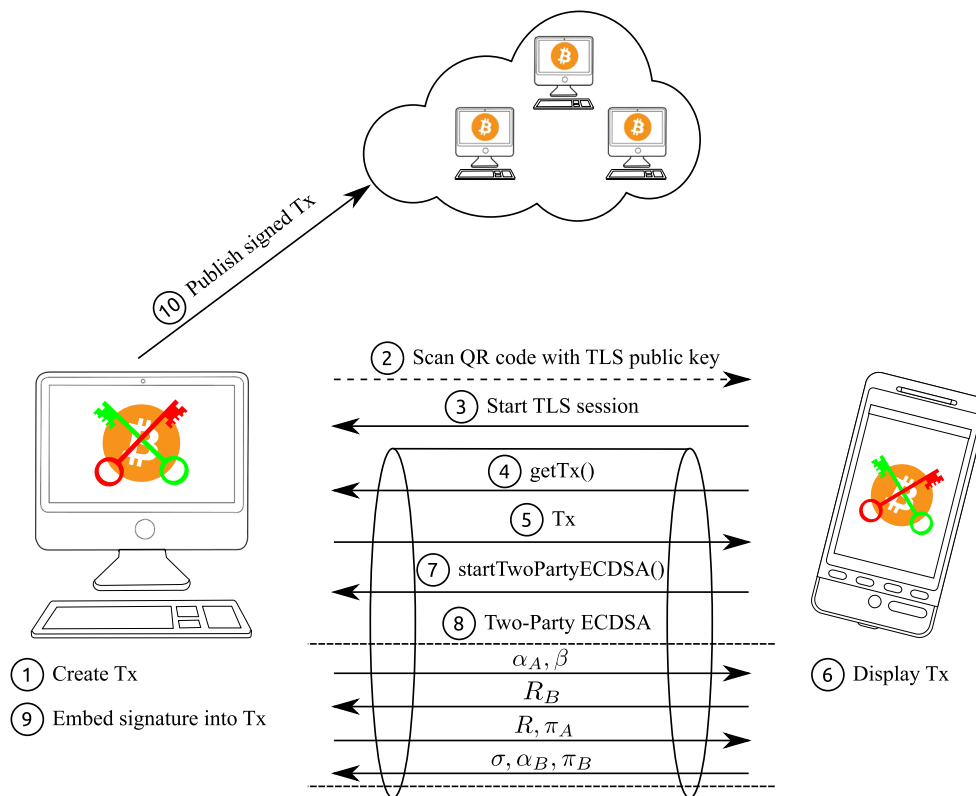 10 Publish signed Tx
2 Scan QR code with TLS public key
3 Start TLS session
4 getTx()
5 Tx
7 startTwoPartyECDSA()
8 Two-Party ECDSA
α_A, β
R_B
R, π_A
σ, α_B, π_B
1 Create Tx
9 Embed signature into Tx
6 Display Tx